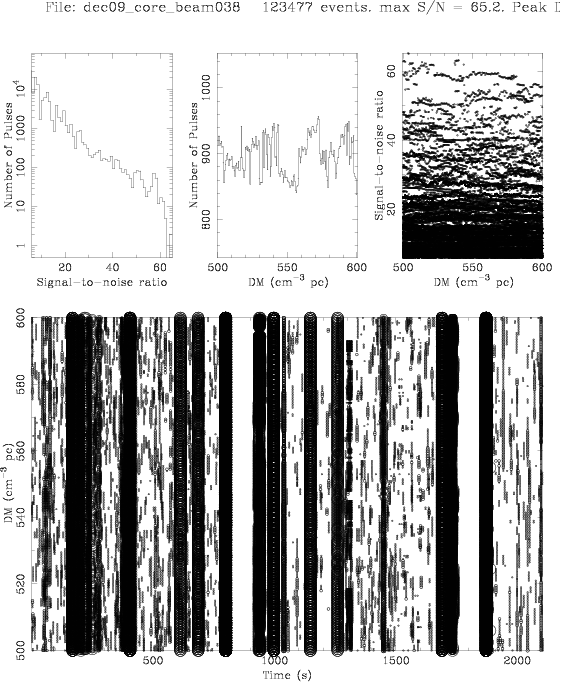 File: dec09_core_beam038 123477 events. max S/N = 65.2. Peak D
Number of Pulses
1 10 100 1000 10^4
20 40 60
Signal-to-noise ratio
Number of Pulses
800 900 1000
500 550 600
DM (cm^-3 pc)
Signal-to-noise ratio
20 40 60
500 550 600
DM (cm^-3 pc)
DM (cm^-3 pc)
500 520 540 560 580 600
500 1000 1500 2000
Time (s)